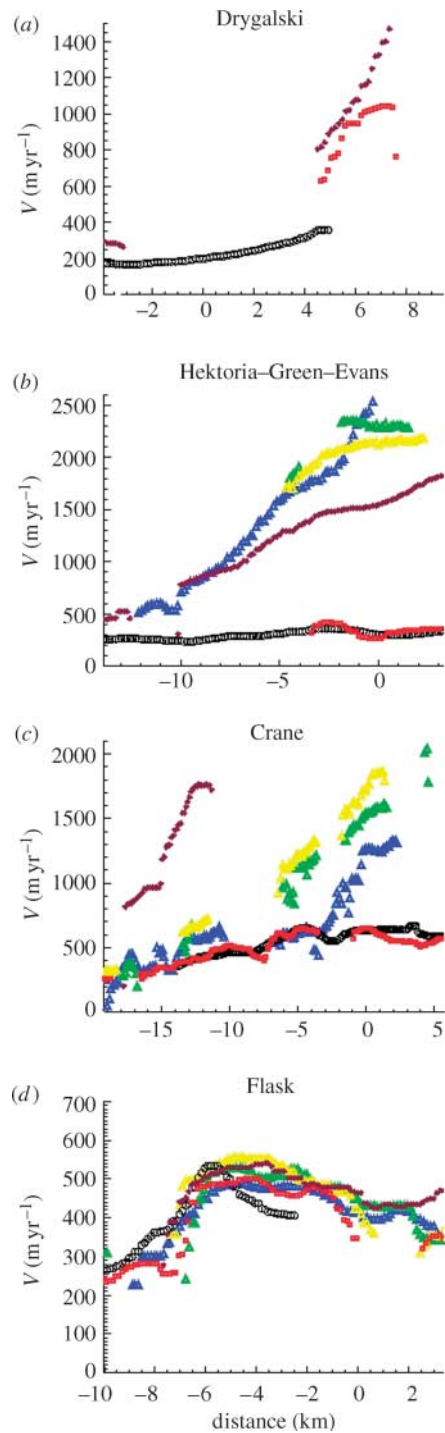 (a) Drygalski
1400
1200
1000
800
600
400
200
0
V (m yr⁻¹)
−2 0 2 4 6 8
(b) Hektoria–Green–Evans
2500
2000
1500
1000
500
0
V (m yr⁻¹)
−10 −5 0
(c) Crane
2000
1500
1000
500
0
V (m yr⁻¹)
−15 −10 −5 0 5
(d) Flask
700
600
500
400
300
200
100
0
V (m yr⁻¹)
−10 −8 −6 −4 −2 0 2
distance (km)